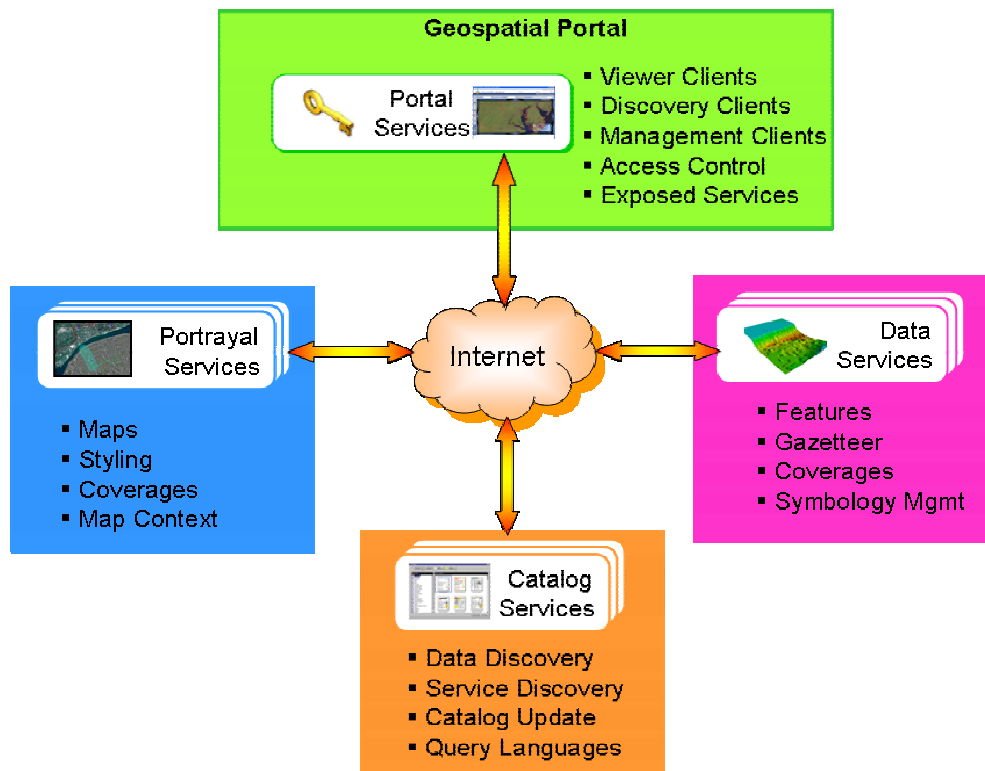 Geospatial Portal
Portal
Services
▪ Viewer Clients
▪ Discovery Clients
▪ Management Clients
▪ Access Control
▪ Exposed Services
Portrayal
Services
▪ Maps
▪ Styling
▪ Coverages
▪ Map Context
Internet
Data
Services
▪ Features
▪ Gazetteer
▪ Coverages
▪ Symbology Mgmt
Catalog
Services
▪ Data Discovery
▪ Service Discovery
▪ Catalog Update
▪ Query Languages